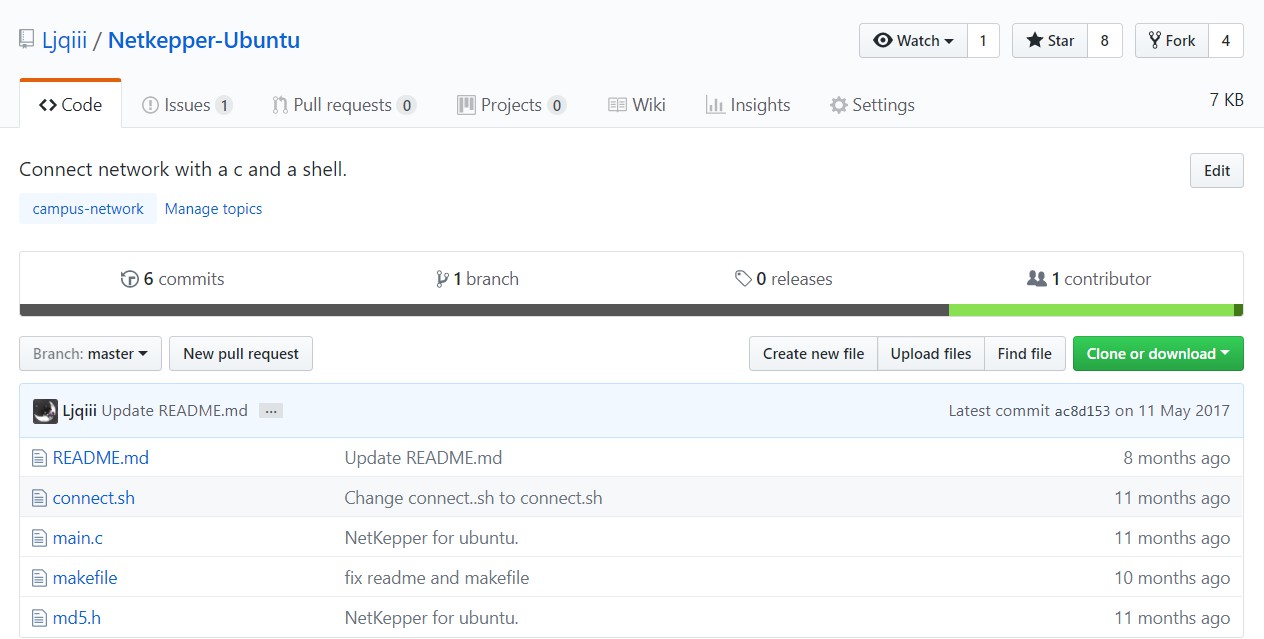 Ljqiii / Netkepper-Ubuntu
Watch 1 Star 8 Fork 4
Code Issues 1 Pull requests 0 Projects 0 Wiki Insights Settings 7 KB
Connect network with a c and a shell. Edit
campus-network Manage topics
6 commits 1 branch 0 releases 1 contributor
Branch: master New pull request Create new file Upload files Find file Clone or download
Ljqiii Update README.md ... Latest commit ac8d153 on 11 May 2017
README.md Update README.md 8 months ago
connect.sh Change connect..sh to connect.sh 11 months ago
main.c NetKepper for ubuntu. 11 months ago
makefile fix readme and makefile 10 months ago
md5.h NetKepper for ubuntu. 11 months ago